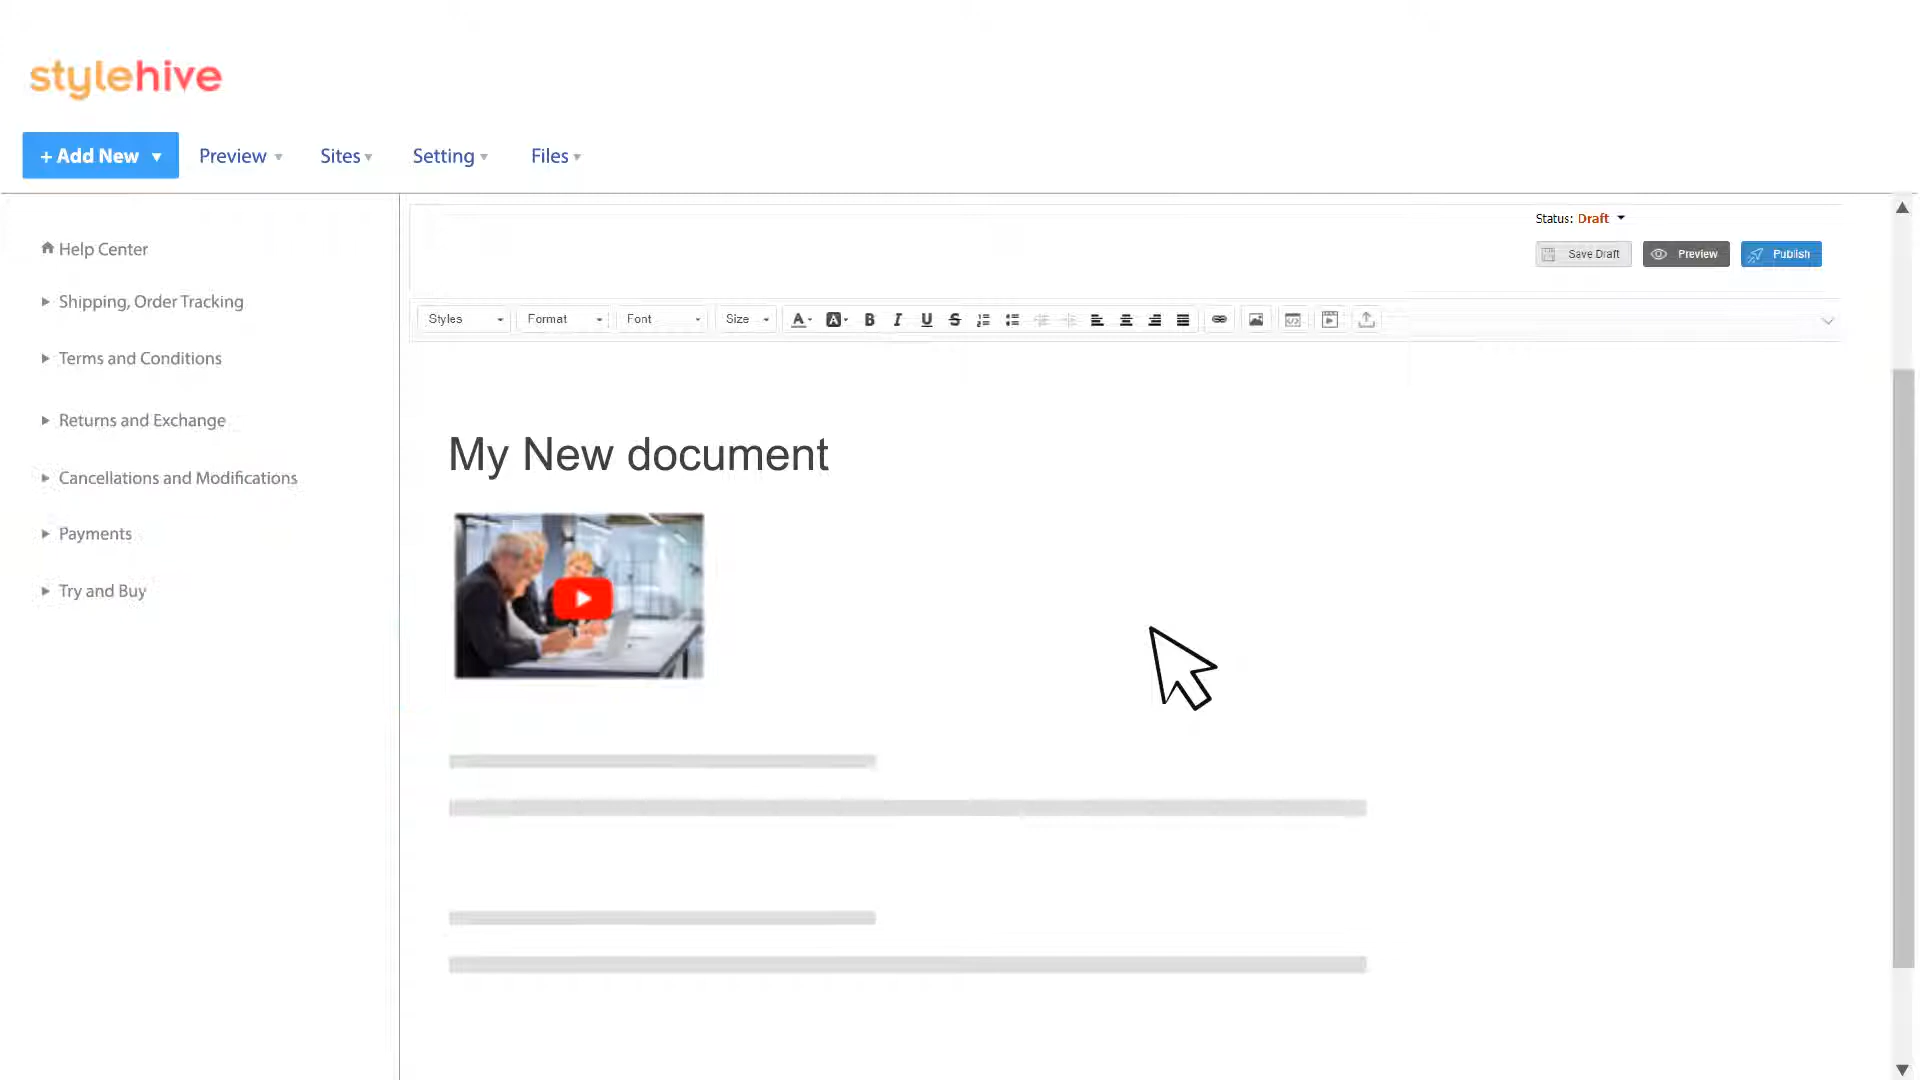 stylehive
+ Add New
Preview
Sites
Setting
Files
Status: Draft
Save Draft
Preview
Publish
Help Center
Shipping, Order Tracking
Terms and Conditions
Returns and Exchange
Cancellations and Modifications
Payments
Try and Buy
Styles
Format
Font
Size
A
A
B
I
U
S
My New document